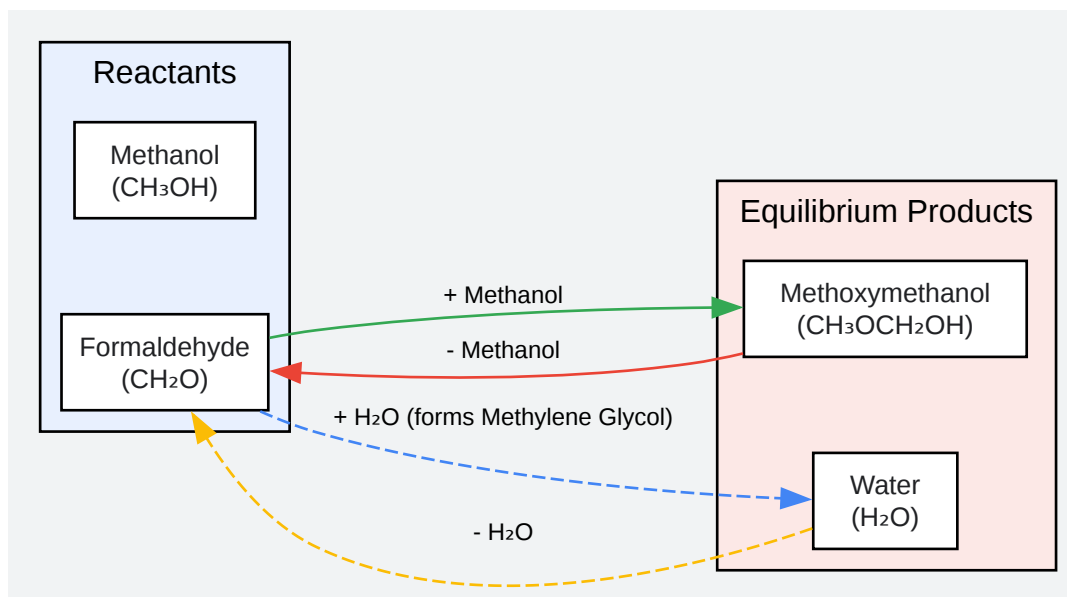 Reactants
Methanol
(CH₃OH)
Formaldehyde
(CH₂O)
+ Methanol
- Methanol
+ H₂O (forms Methylene Glycol)
- H₂O
Equilibrium Products
Methoxymethanol
(CH₃OCH₂OH)
Water
(H₂O)